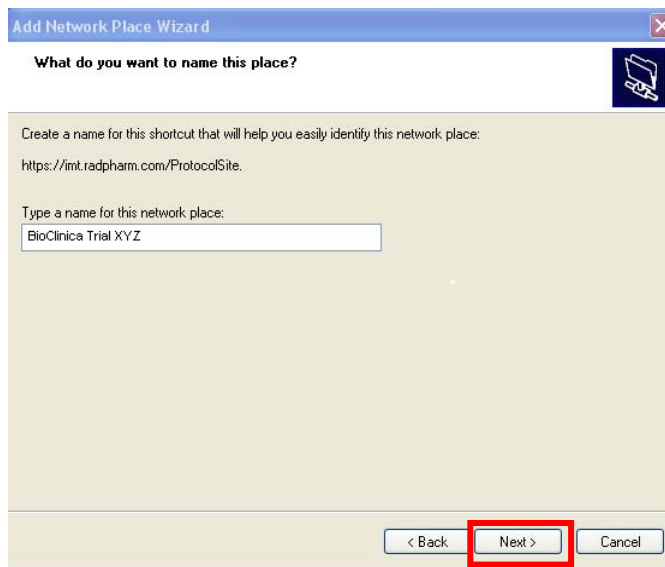 Add Network Place Wizard
What do you want to name this place?
Create a name for this shortcut that will help you easily identify this network place:
https://imt.radpharm.com/ProtocolSite.
Type a name for this network place:
BioClinica Trial XYZ
< Back Next > Cancel